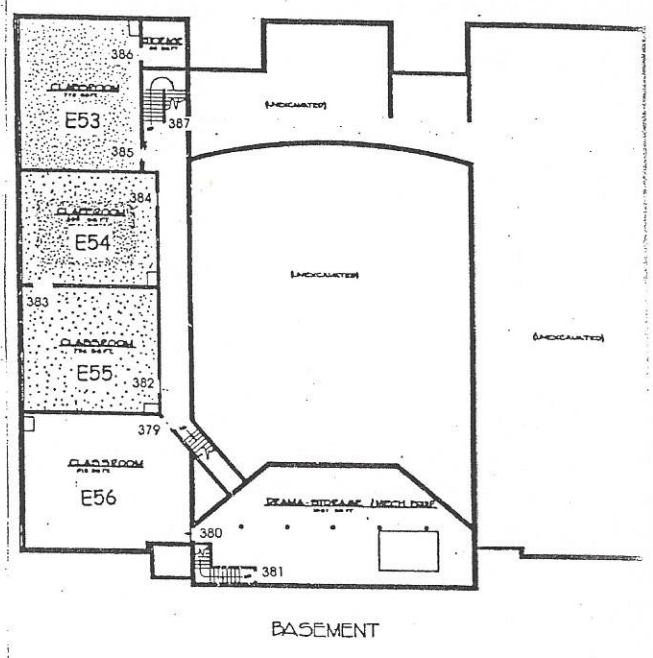 386
STORAGE
CLASSROOM
E53
387
(UNEXCAVATED)
385
384
CLASSROOM
E54
(UNEXCAVATED)
383
(UNEXCAVATED)
CLASSROOM
E55
382
379
CLASSROOM
E56
DRAMA-STORAGE / MECH EQUIP
380
381
BASEMENT